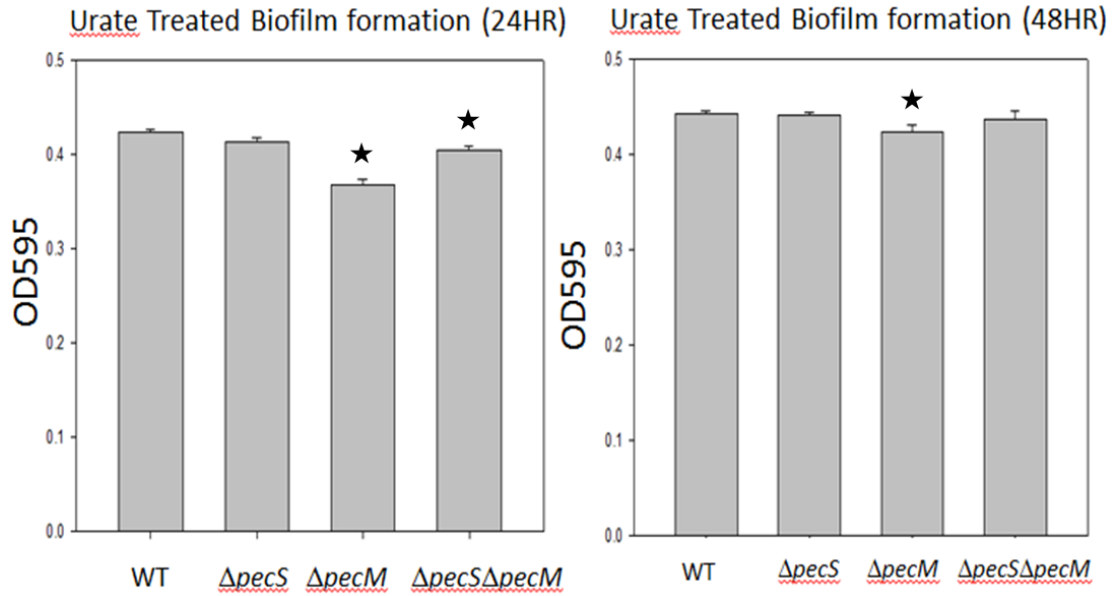 Urate Treated Biofilm formation (24HR)
0.5
0.4
0.3
0.2
0.1
0.0
OD595
WT ΔpecS ΔpecM ΔpecSΔpecM
Urate Treated Biofilm formation (48HR)
0.5
0.4
0.3
0.2
0.1
0.0
OD595
WT ΔpecS ΔpecM ΔpecSΔpecM